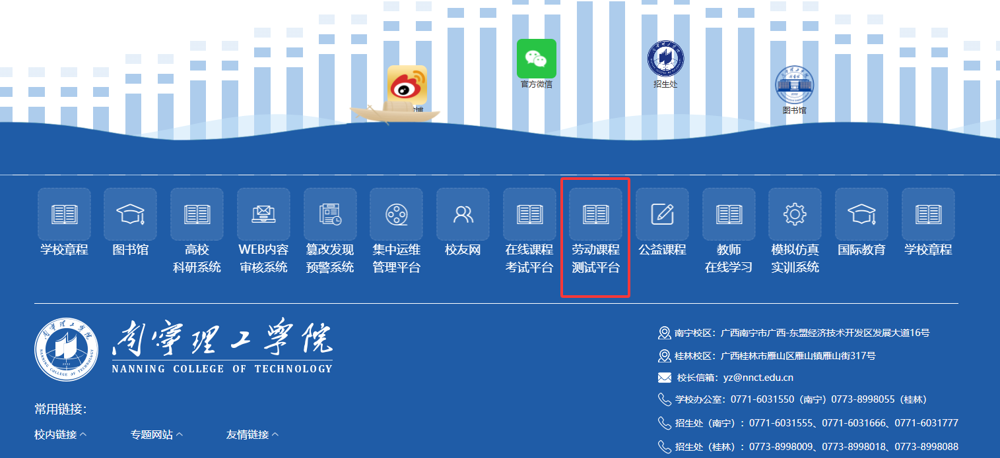 官方微信
招生处
博
图书馆
学校章程
图书馆
高校
科研系统
WEB内容
审核系统
篡改发现
预警系统
集中运维
管理平台
校友网
在线课程
考试平台
劳动课程
测试平台
公益课程
教师
在线学习
模拟仿真
实训系统
国际教育
学校章程
南宁理工学院
NANNING COLLEGE OF TECHNOLOGY
南宁校区：广西南宁市广西-东盟经济技术开发区发展大道16号
桂林校区：广西桂林市雁山区雁山镇雁山街317号
校长信箱：yz@nnct.edu.cn
学校办公室：0771-6031550（南宁）0773-8998055（桂林）
招生处（南宁）：0771-6031555、0771-6031666、0771-6031777
招生处（桂林）：0773-8998009、0773-8998018、0773-8998088
常用链接：
校内链接
专题网站
友情链接